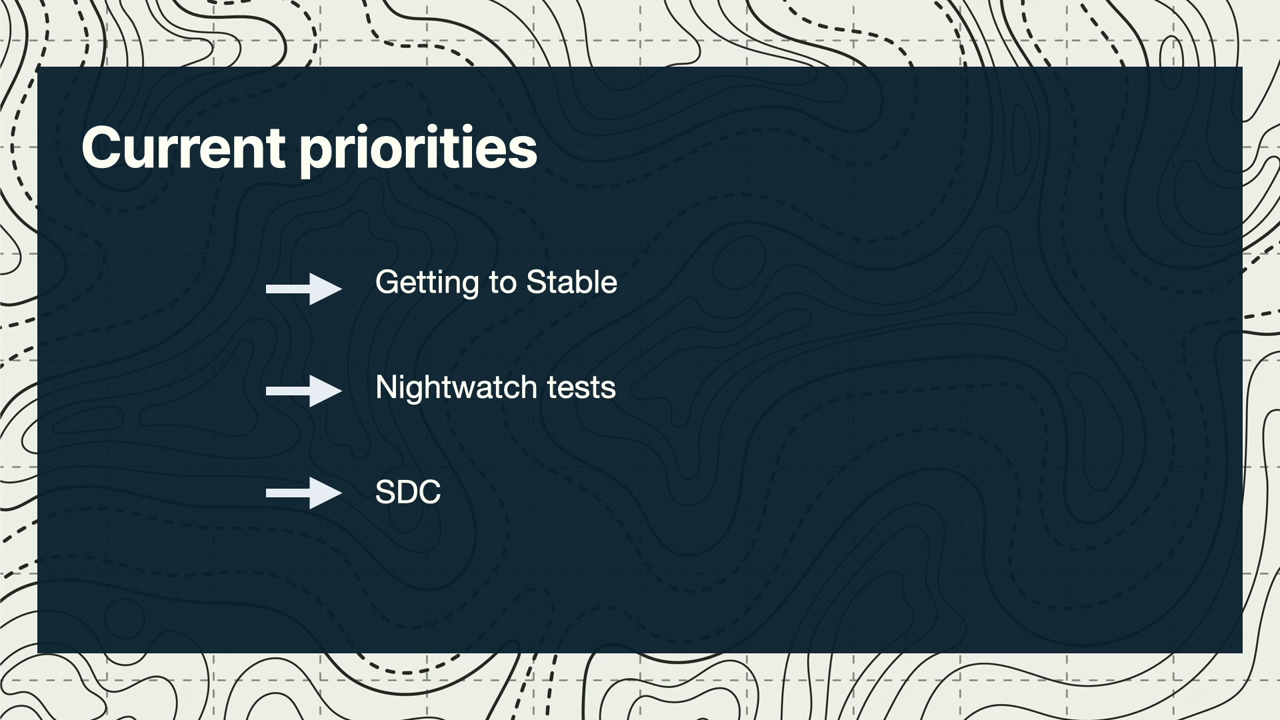 Current priorities
Getting to Stable
Nightwatch tests
SDC